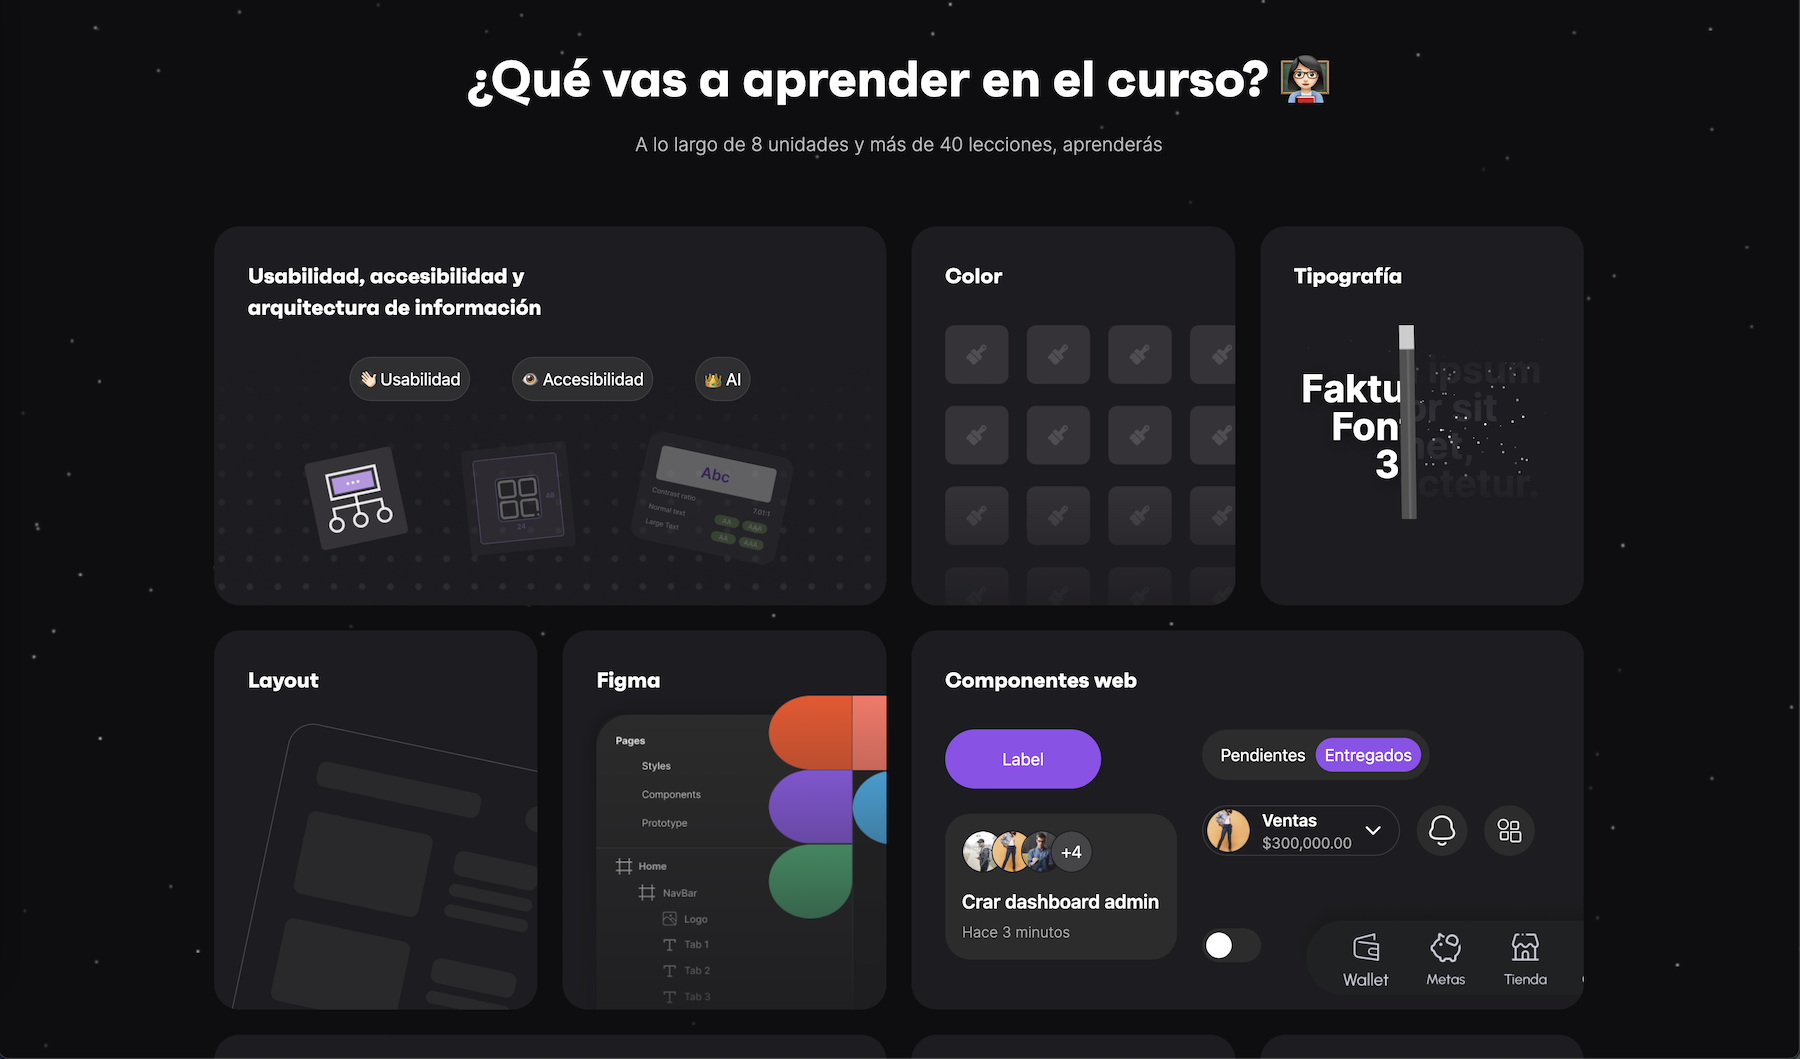 ¿Qué vas a aprender en el curso?
A lo largo de 8 unidades y más de 40 lecciones, aprenderás
Usabilidad, accesibilidad y
arquitectura de información
Usabilidad
Accesibilidad
AI
Abc
Contrast ratio
7.01:1
Normal text
AA
AAA
Large Text
AA
AAA
48
24
Color
Tipografía
Faktu
Fon
3
ipsum
or sit
net,
ctetur.
Layout
Figma
Pages
Styles
Components
Prototype
Home
NavBar
Logo
Tab 1
Tab 2
Tab 3
Componentes web
Label
Pendientes
Entregados
Ventas
$300,000.00
+4
Crar dashboard admin
Hace 3 minutos
Wallet
Metas
Tienda